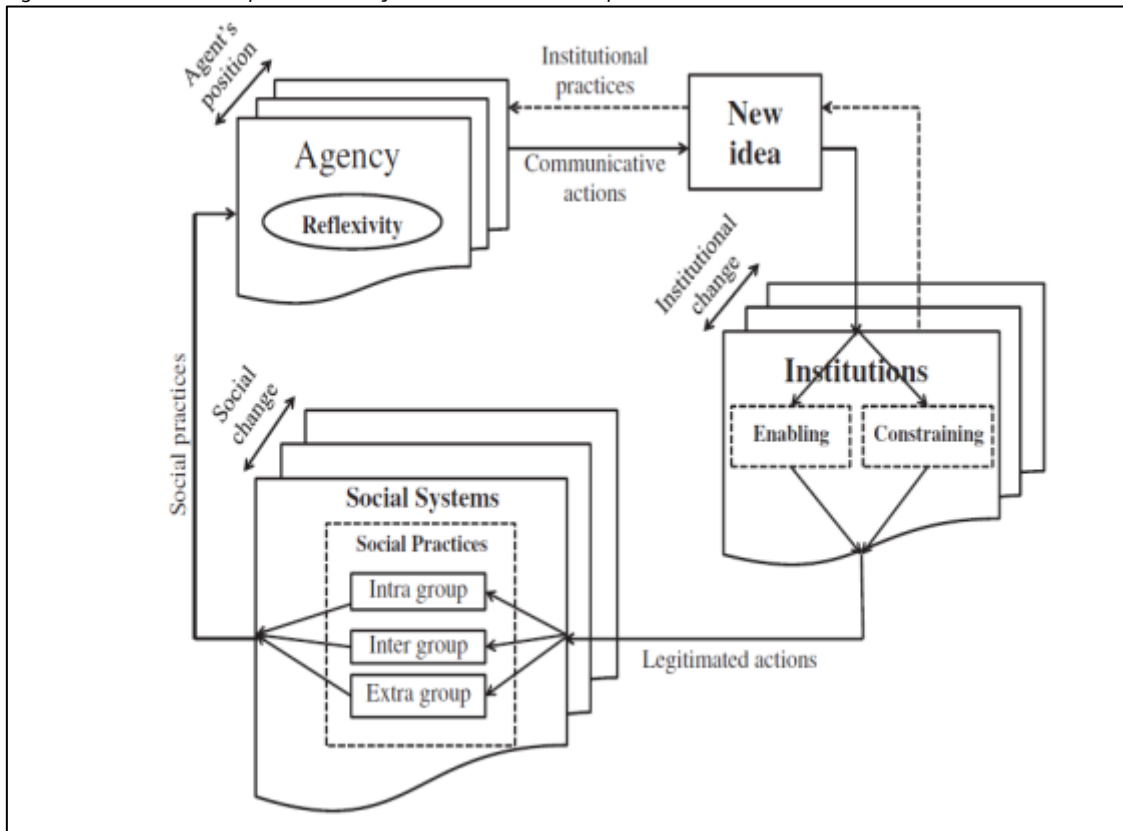 Agent's
position
Institutional
practices
New
idea
Agency
Communicative
actions
Reflexivity
Institutional
change
Institutions
Enabling
Constraining
Social practices
Social
change
Social Systems
Social Practices
Intra group
Inter group
Extra group
Legitimated actions